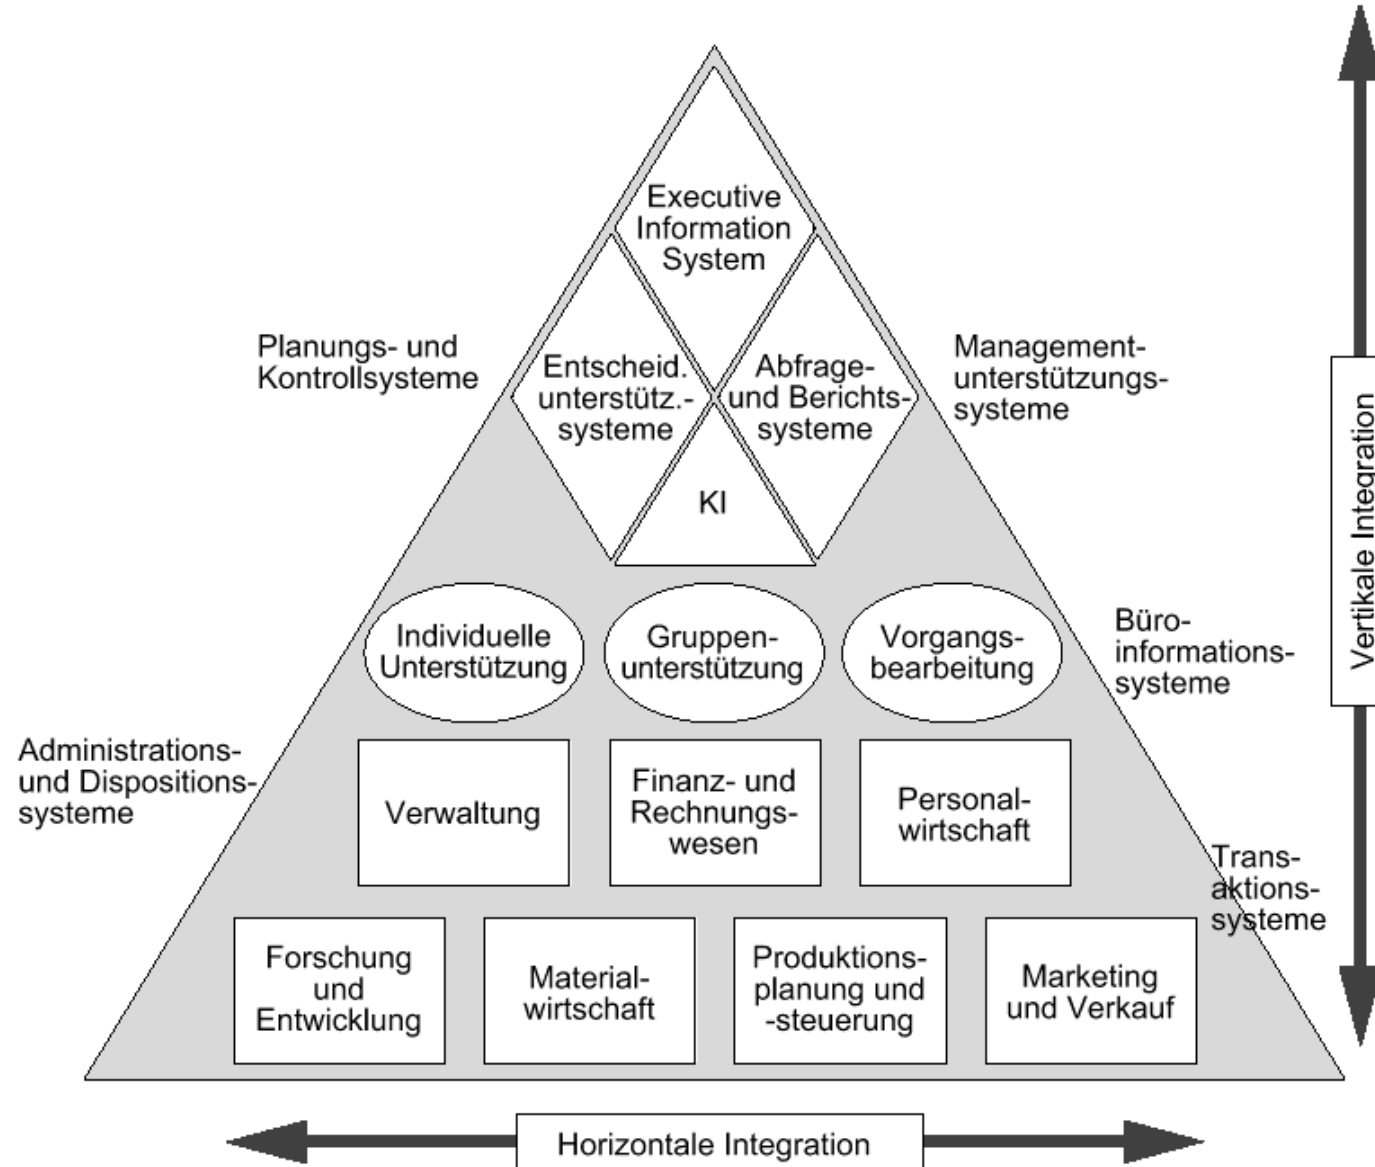 Executive
Information
System
Planungs- und
Kontrollsysteme
Entscheid.
unterstütz.-
systeme
Abfrage-
und Berichts-
systeme
Management-
unterstützungs-
systeme
KI
Vertikale Integration
Individuelle
Unterstützung
Gruppen-
unterstützung
Vorgangs-
bearbeitung
Büro-
informations-
systeme
Administrations-
und Dispositions-
systeme
Verwaltung
Finanz- und
Rechnungs-
wesen
Personal-
wirtschaft
Trans-
aktions-
systeme
Forschung
und
Entwicklung
Material-
wirtschaft
Produktions-
planung und
-steuerung
Marketing
und Verkauf
Horizontale Integration